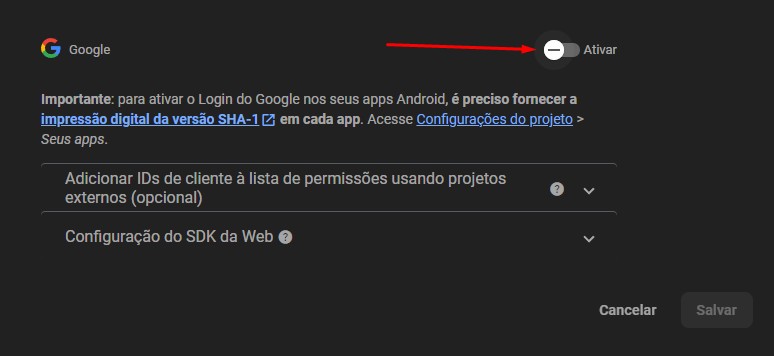 Google
Ativar
Importante: para ativar o Login do Google nos seus apps Android, é preciso fornecer a
impressão digital da versão SHA-1 em cada app. Acesse Configurações do projeto >
Seus apps.
Adicionar IDs de cliente à lista de permissões usando projetos
externos (opcional)
Configuração do SDK da Web
Cancelar
Salvar